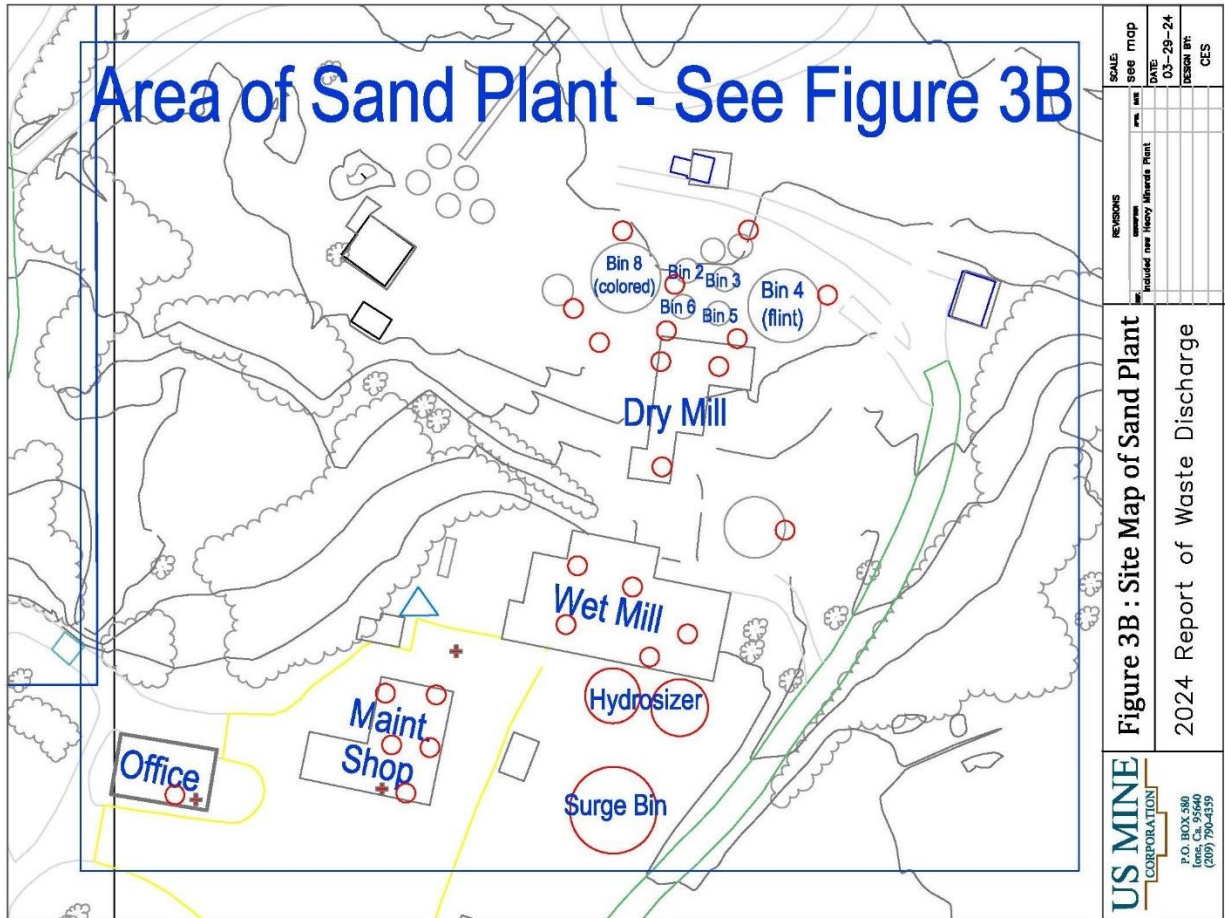 Area of Sand Plant - See Figure 3B
Bin 8
(colored)
Bin 2
Bin 3
Bin 6
Bin 5
Bin 4
(flint)
Dry Mill
Wet Mill
Hydrosizer
Maint.
Shop
Office
Surge Bin
SCALE:
see map
DATE:
03-29-24
DESIGN BY:
CES
REVISIONS
DESCRIPTION
DATE
Included new Heavy Minerals Plant
Figure 3B : Site Map of Sand Plant
2024 Report of Waste Discharge
US MINE
CORPORATION
P.O. BOX 580
Ione, Ca. 95640
(209) 790-4359